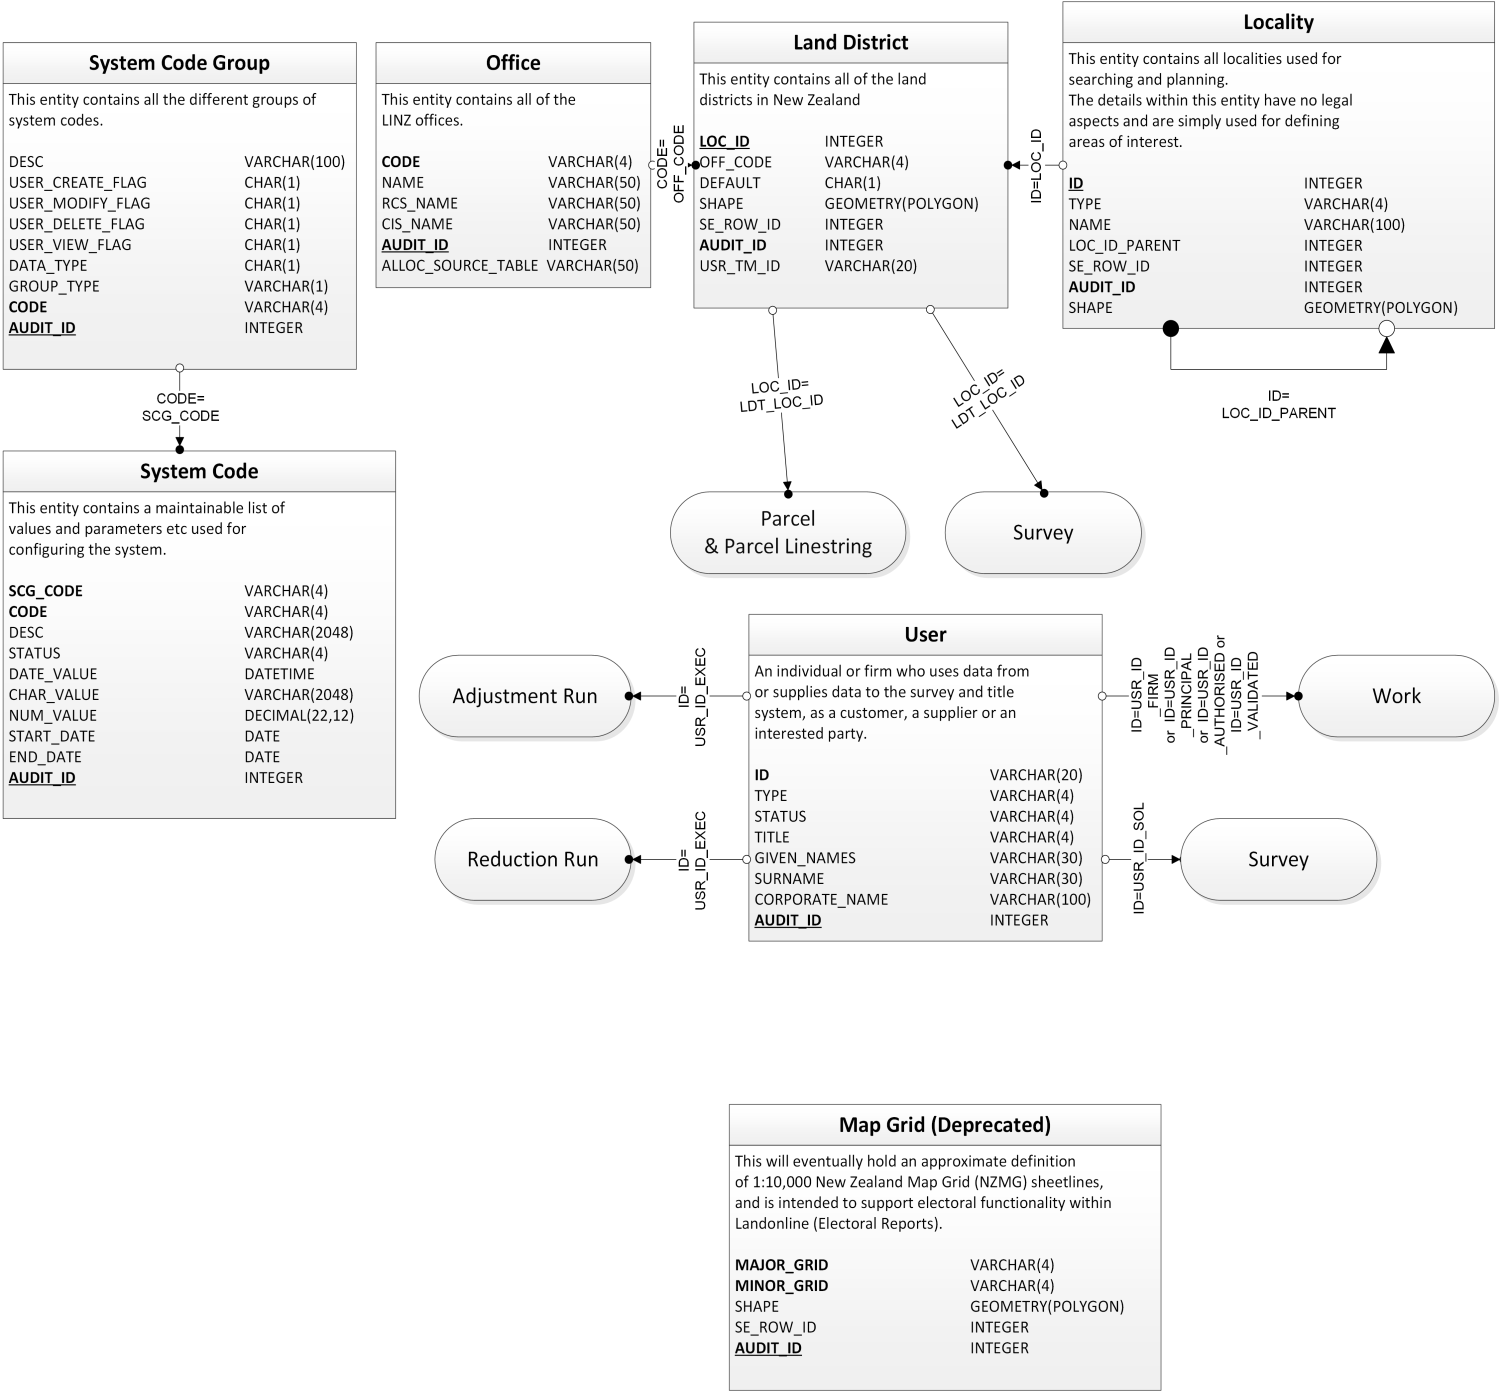 System Code Group
This entity contains all the different groups of
system codes.
DESC VARCHAR(100)
USER_CREATE_FLAG CHAR(1)
USER_MODIFY_FLAG CHAR(1)
USER_DELETE_FLAG CHAR(1)
USER_VIEW_FLAG CHAR(1)
DATA_TYPE CHAR(1)
GROUP_TYPE VARCHAR(1)
CODE VARCHAR(4)
AUDIT_ID INTEGER
CODE=
SCG_CODE
System Code
This entity contains a maintainable list of
values and parameters etc used for
configuring the system.
SCG_CODE VARCHAR(4)
CODE VARCHAR(4)
DESC VARCHAR(2048)
STATUS VARCHAR(4)
DATE_VALUE DATETIME
CHAR_VALUE VARCHAR(2048)
NUM_VALUE DECIMAL(22,12)
START_DATE DATE
END_DATE DATE
AUDIT_ID INTEGER
Office
This entity contains all of the
LINZ offices.
CODE VARCHAR(4)
NAME VARCHAR(50)
RCS_NAME VARCHAR(50)
CIS_NAME VARCHAR(50)
AUDIT_ID INTEGER
ALLOC_SOURCE_TABLE VARCHAR(50)
CODE=
OFF_CODE
Land District
This entity contains all of the land
districts in New Zealand
LOC_ID INTEGER
OFF_CODE VARCHAR(4)
DEFAULT CHAR(1)
SHAPE GEOMETRY(POLYGON)
SE_ROW_ID INTEGER
AUDIT_ID INTEGER
USR_TM_ID VARCHAR(20)
ID=LOC_ID
Locality
This entity contains all localities used for
searching and planning.
The details within this entity have no legal
aspects and are simply used for defining
areas of interest.
ID INTEGER
TYPE VARCHAR(4)
NAME VARCHAR(100)
LOC_ID_PARENT INTEGER
SE_ROW_ID INTEGER
AUDIT_ID INTEGER
SHAPE GEOMETRY(POLYGON)
ID=
LOC_ID_PARENT
LOC_ID=
LDT_LOC_ID
LOC_ID=
LDT_LOC_ID
Parcel
& Parcel Linestring
Survey
User
An individual or firm who uses data from
or supplies data to the survey and title
system, as a customer, a supplier or an
interested party.
ID VARCHAR(20)
TYPE VARCHAR(4)
STATUS VARCHAR(4)
TITLE VARCHAR(4)
GIVEN_NAMES VARCHAR(30)
SURNAME VARCHAR(30)
CORPORATE_NAME VARCHAR(100)
AUDIT_ID INTEGER
Adjustment Run
ID=
USR_ID_EXEC
Reduction Run
ID=
USR_ID_EXEC
ID=USR_ID
_FIRM
or ID=USR_ID
_PRINCIPAL
or ID=USR_ID
_AUTHORISED or
ID=USR_ID
_VALIDATED
Work
ID=USR_ID_SOL
Survey
Map Grid (Deprecated)
This will eventually hold an approximate definition
of 1:10,000 New Zealand Map Grid (NZMG) sheetlines,
and is intended to support electoral functionality within
Landonline (Electoral Reports).
MAJOR_GRID VARCHAR(4)
MINOR_GRID VARCHAR(4)
SHAPE GEOMETRY(POLYGON)
SE_ROW_ID INTEGER
AUDIT_ID INTEGER